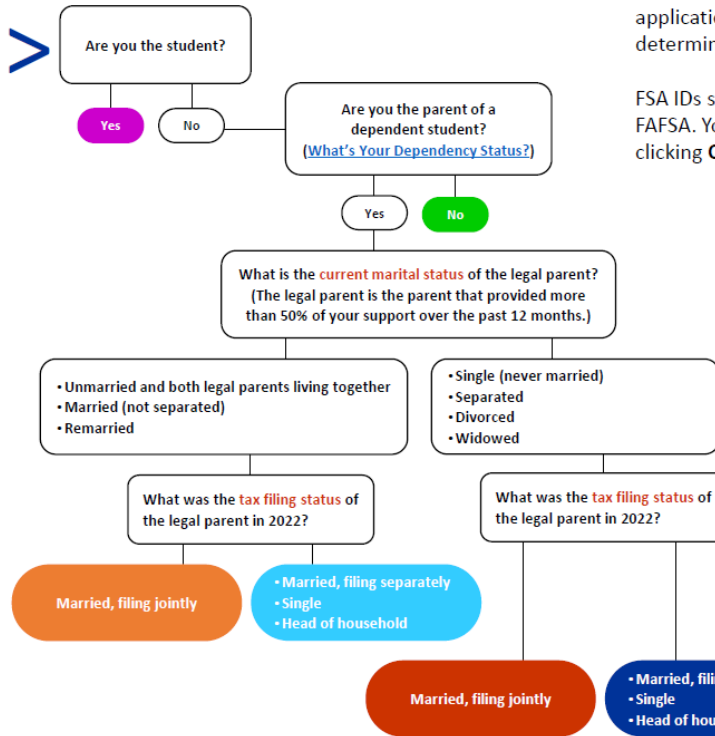 >
Are you the student?
Yes
No
Are you the parent of a
dependent student?
(What's Your Dependency Status?)
Yes
No
What is the current marital status of the legal parent?
(The legal parent is the parent that provided more
than 50% of your support over the past 12 months.)
• Unmarried and both legal parents living together
• Married (not separated)
• Remarried
• Single (never married)
• Separated
• Divorced
• Widowed
What was the tax filing status of
the legal parent in 2022?
What was the tax filing status of
the legal parent in 2022?
Married, filing jointly
• Married, filing separately
• Single
• Head of household
Married, filing jointly
• Married,
• Single
• Head of
FSA IDs
FAFSA.
clicking